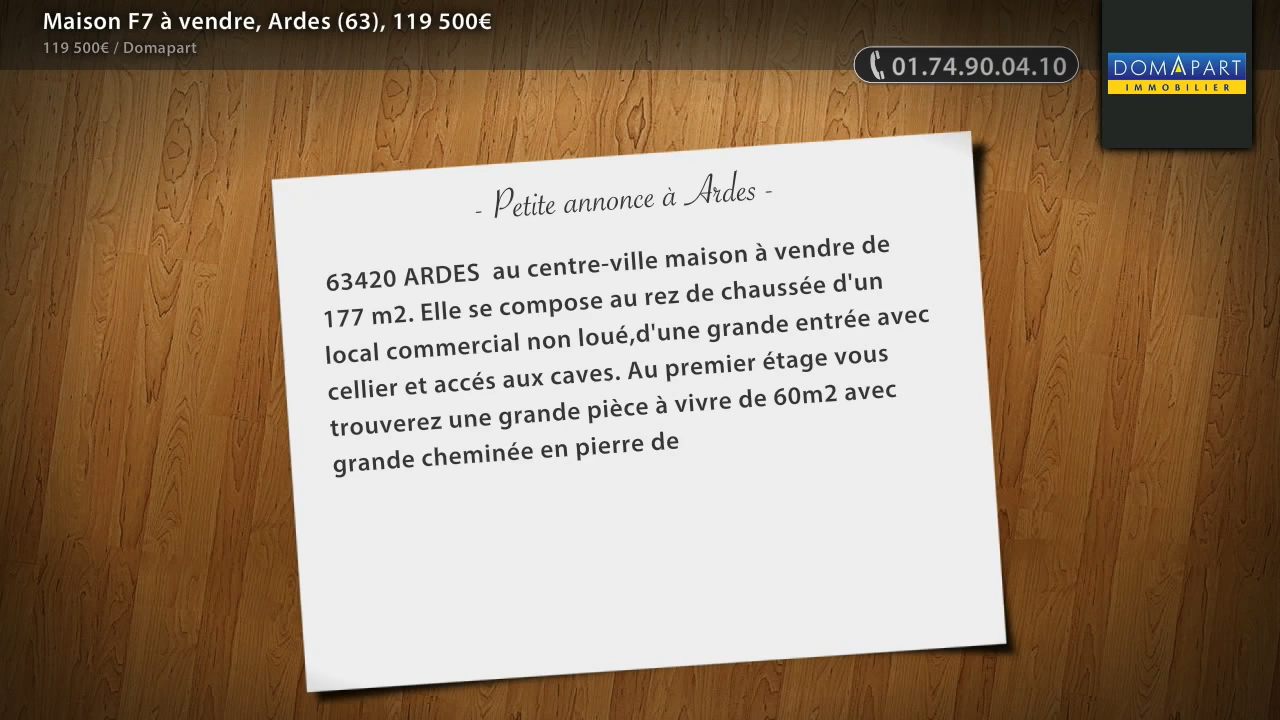 Maison F7 à vendre, Ardes (63), 119 500€
119 500€ / Domapart
01.74.90.04.10
DOMAPART
IMMOBILIER
- Petite annonce à Ardes -
63420 ARDES  au centre-ville maison à vendre de
177 m2. Elle se compose au rez de chaussée d'un
local commercial non loué,d'une grande entrée avec
cellier et accés aux caves. Au premier étage vous
trouverez une grande pièce à vivre de 60m2 avec
grande cheminée en pierre de